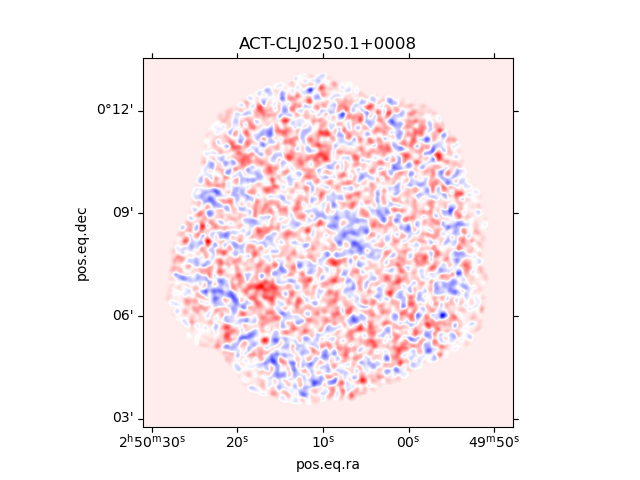 ACT-CLJ0250.1+0008
0°12'
09'
06'
03'
2ʰ50ᵐ30ˢ 20ˢ 10ˢ 00ˢ 49ᵐ50ˢ
pos.eq.ra
pos.eq.dec